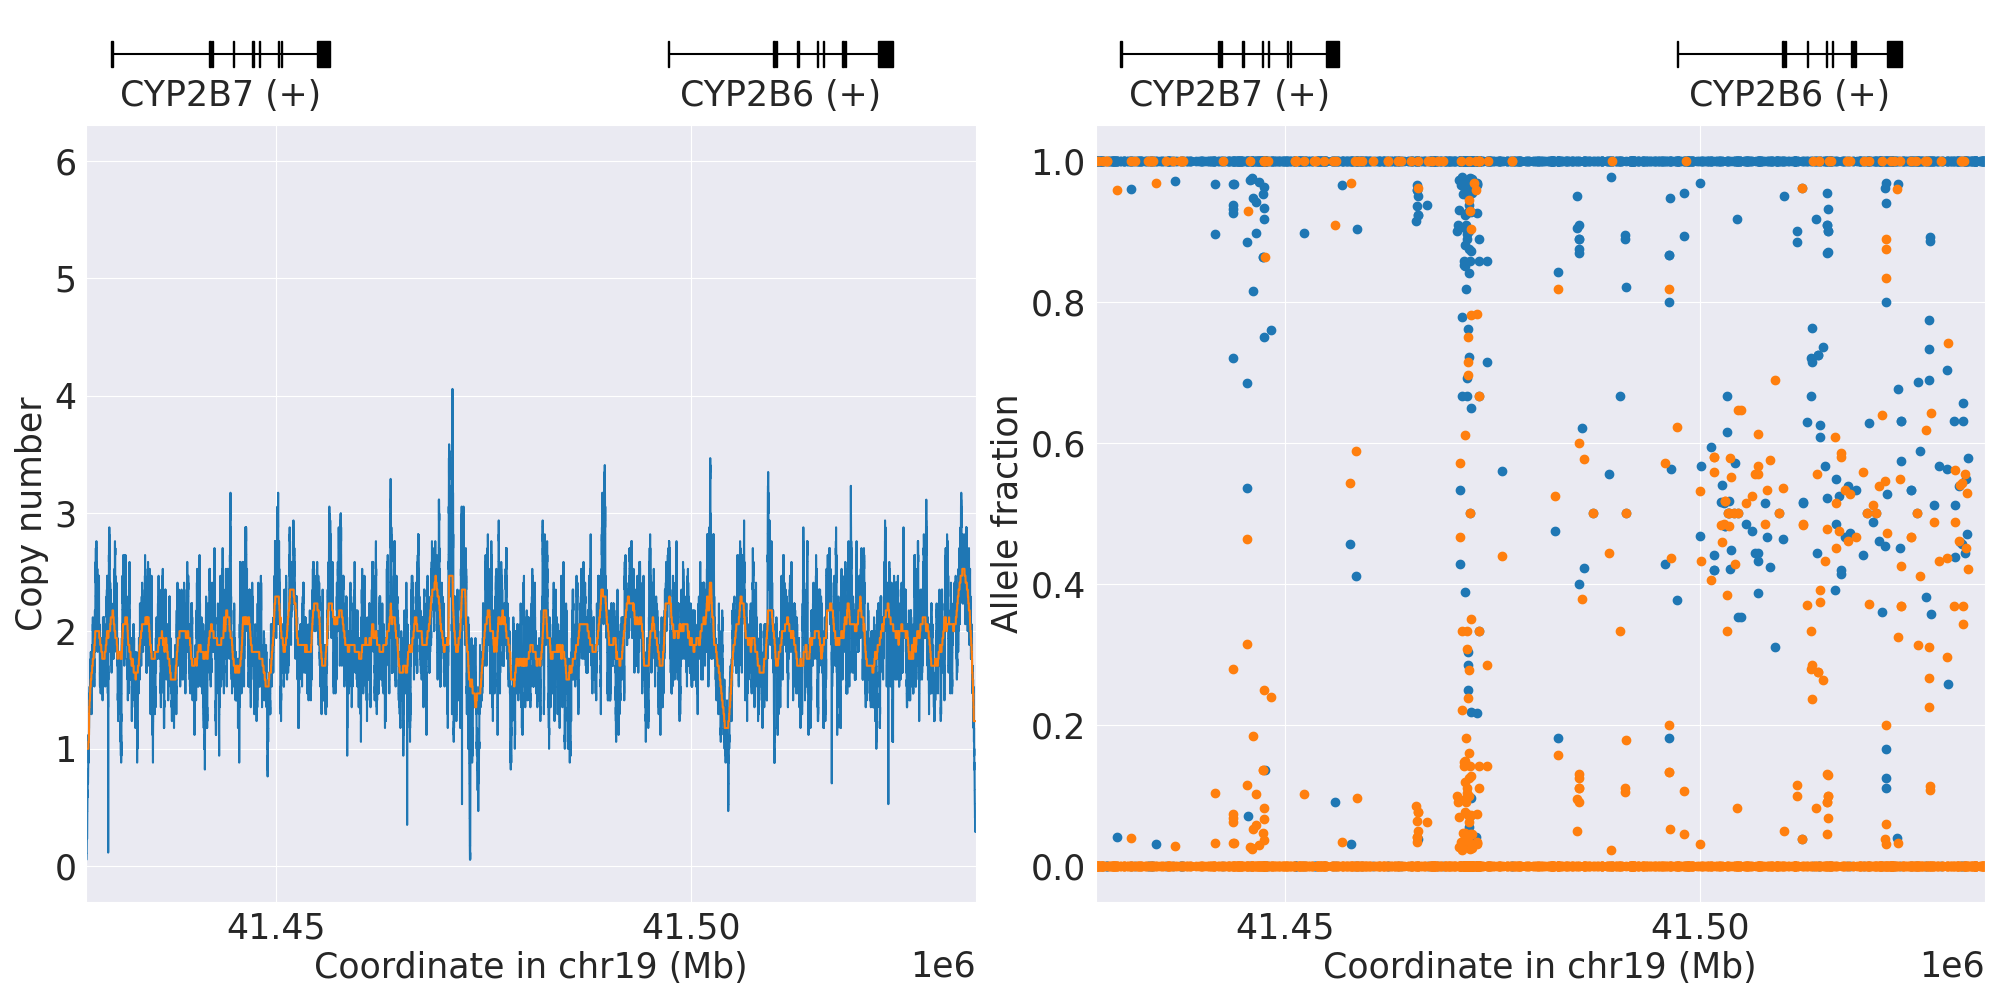 CYP2B7 (+)
CYP2B6 (+)
CYP2B7 (+)
CYP2B6 (+)
6
5
4
3
2
1
0
Copy number
41.45
41.50
Coordinate in chr19 (Mb)
1e6
1.0
0.8
0.6
0.4
0.2
0.0
Allele fraction
41.45
41.50
Coordinate in chr19 (Mb)
1e6